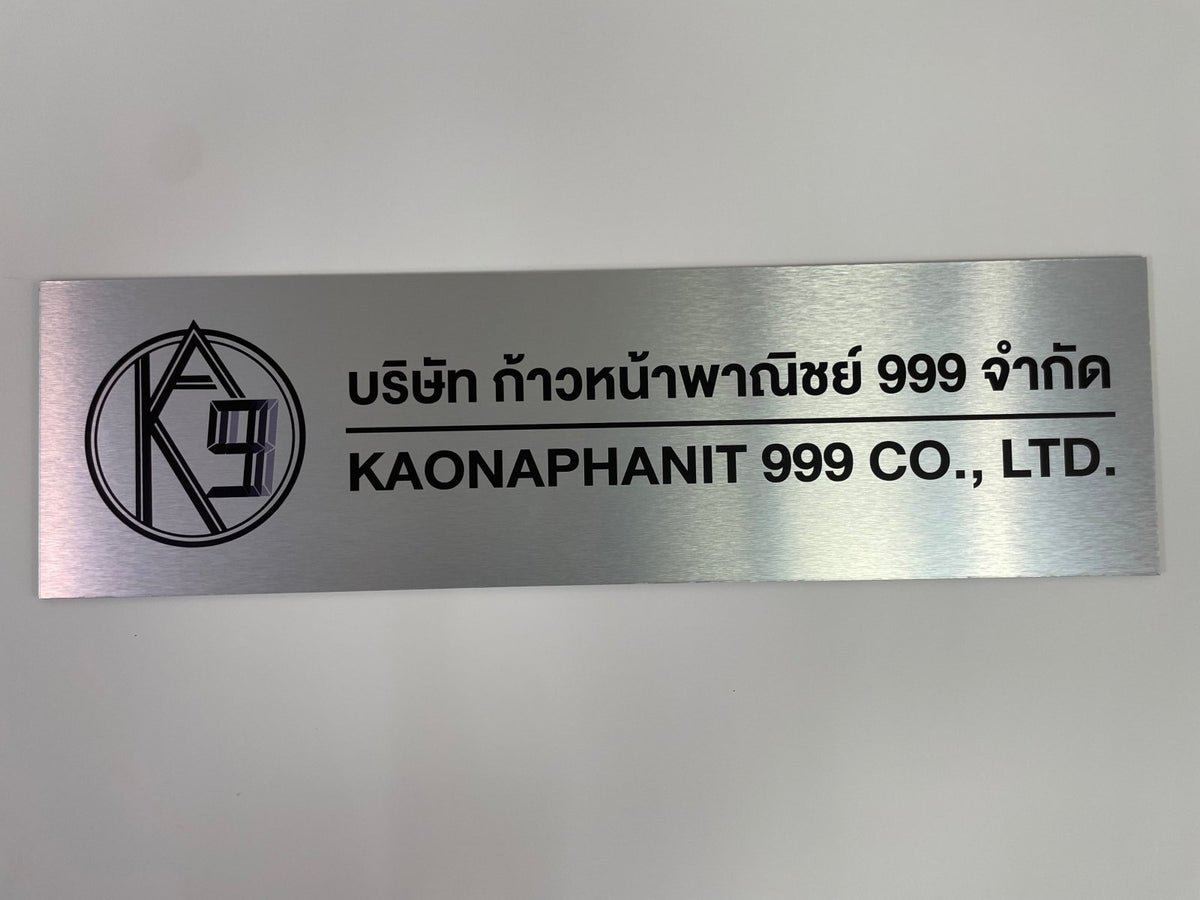 KA9
บริษัท ก้าวหน้าพาณิชย์ 999 จำกัด
KAONAPHANIT 999 CO., LTD.